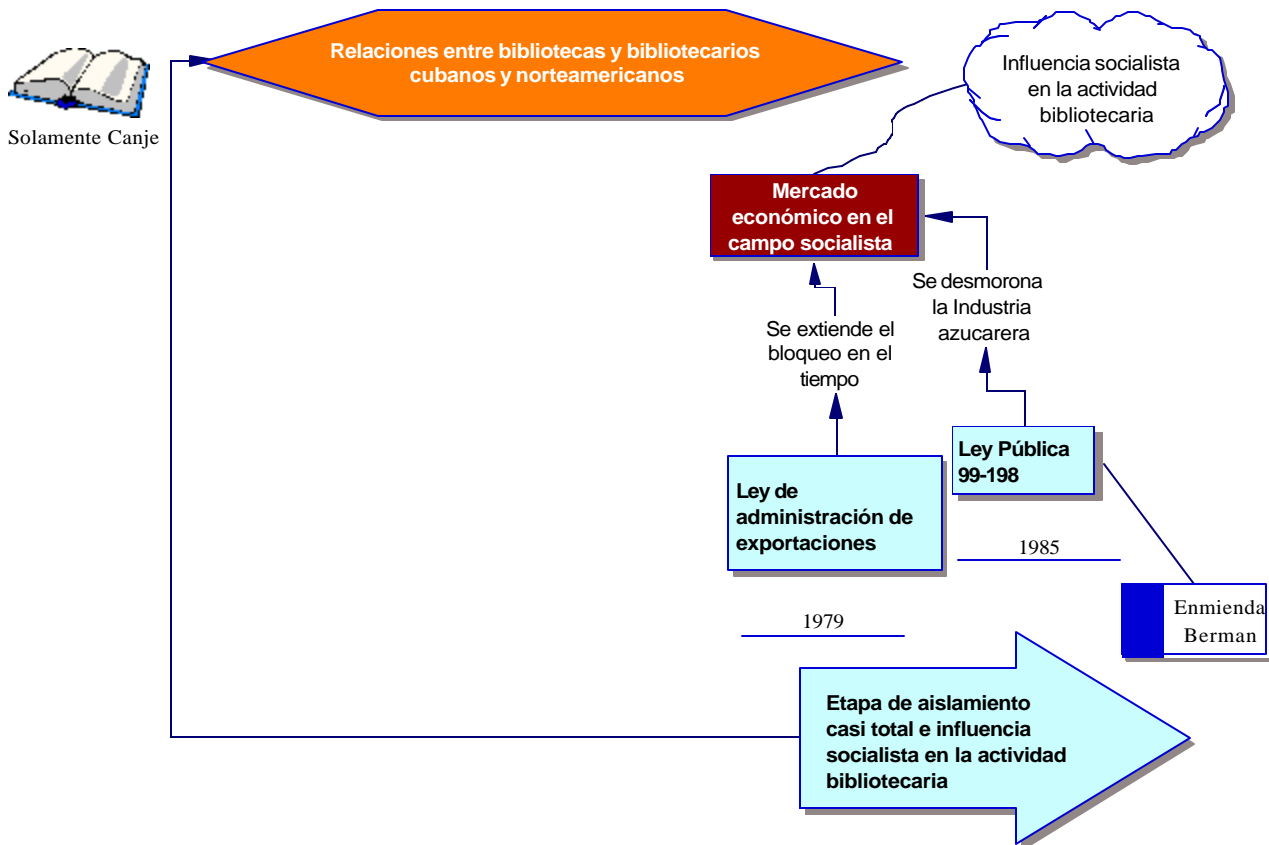 Relaciones entre bibliotecas y bibliotecarios
cubanos y norteamericanos
Solamente Canje
Influencia socialista
en la actividad
bibliotecaria
Mercado
económico en el
campo socialista
Se desmorona
la Industria
azucarera
Se extiende el
bloqueo en el
tiempo
Ley Pública
99-198
Ley de
administración de
exportaciones
1985
Enmienda
Berman
1979
Etapa de aislamiento
casi total e influencia
socialista en la actividad
bibliotecaria